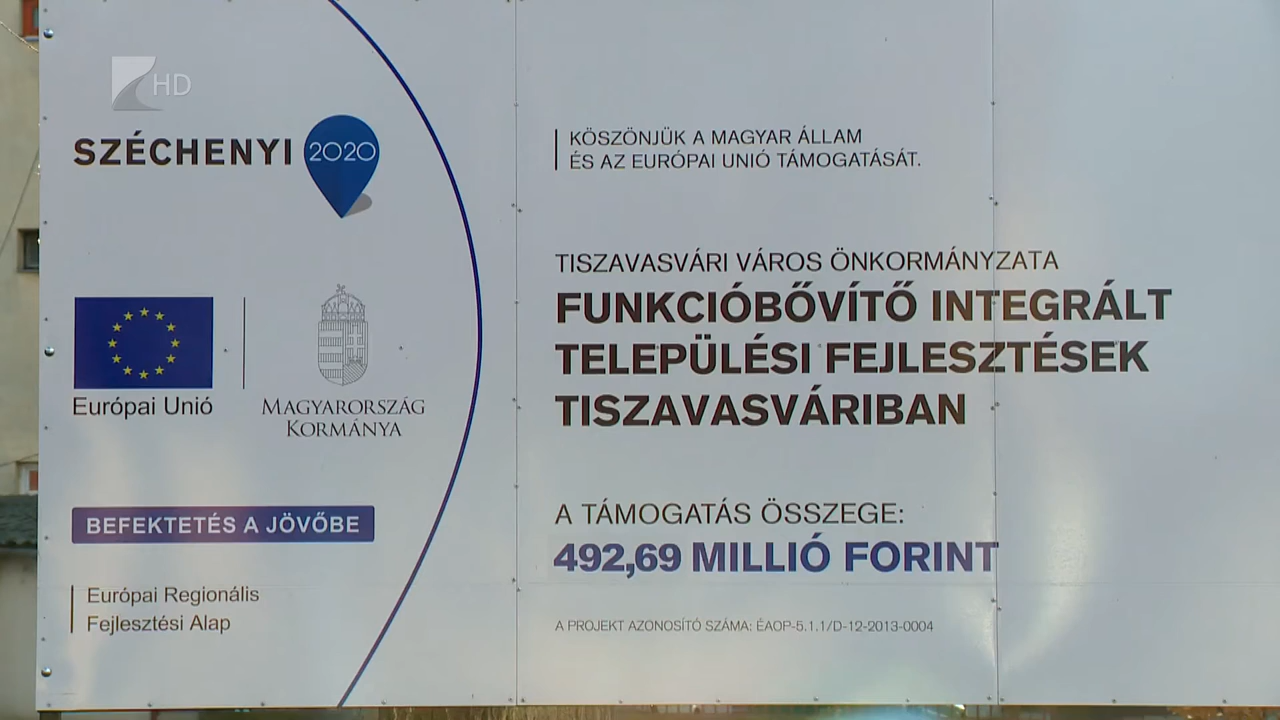 HD
SZÉCHENYI 2020
Európai Unió
MAGYARORSZÁG
KORMÁNYA
BEFEKTETÉS A JÖVŐBE
Európai Regionális
Fejlesztési Alap
KÖSZÖNJÜK A MAGYAR ÁLLAM
ÉS AZ EURÓPAI UNIÓ TÁMOGATÁSÁT.
TISZAVASVÁRI VÁROS ÖNKORMÁNYZATA
FUNKCIÓBŐVÍTŐ INTEGRÁLT
TELEPÜLÉSI FEJLESZTÉSEK
TISZAVASVÁRIBAN
A TÁMOGATÁS ÖSSZEGE:
492,69 MILLIÓ FORINT
A PROJEKT AZONOSÍTÓ SZÁMA: ÉAOP-5.1.1/D-12-2013-0004